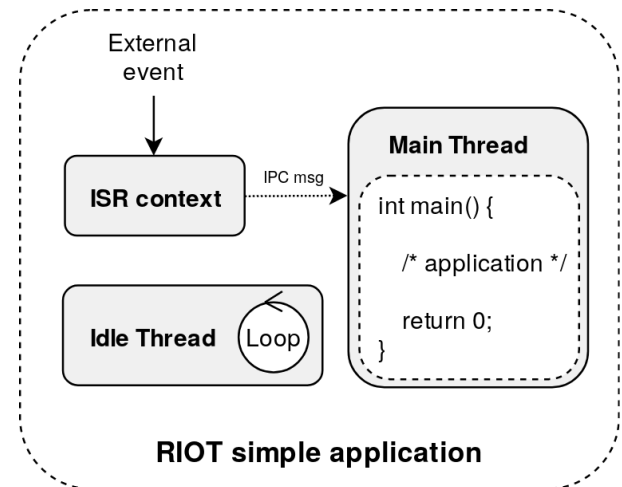 External
event
ISR context
IPC msg
Main Thread
int main() {
/* application */
return 0;
}
Idle Thread
Loop
RIOT simple application